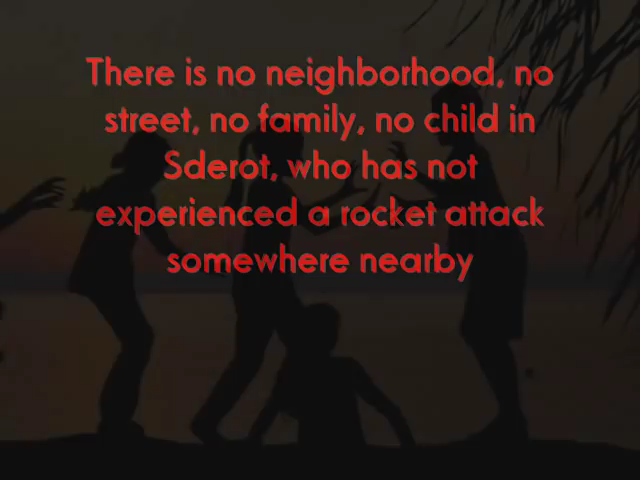 There is no neighborhood, no
street, no family, no child in
Sderot, who has not
experienced a rocket attack
somewhere nearby